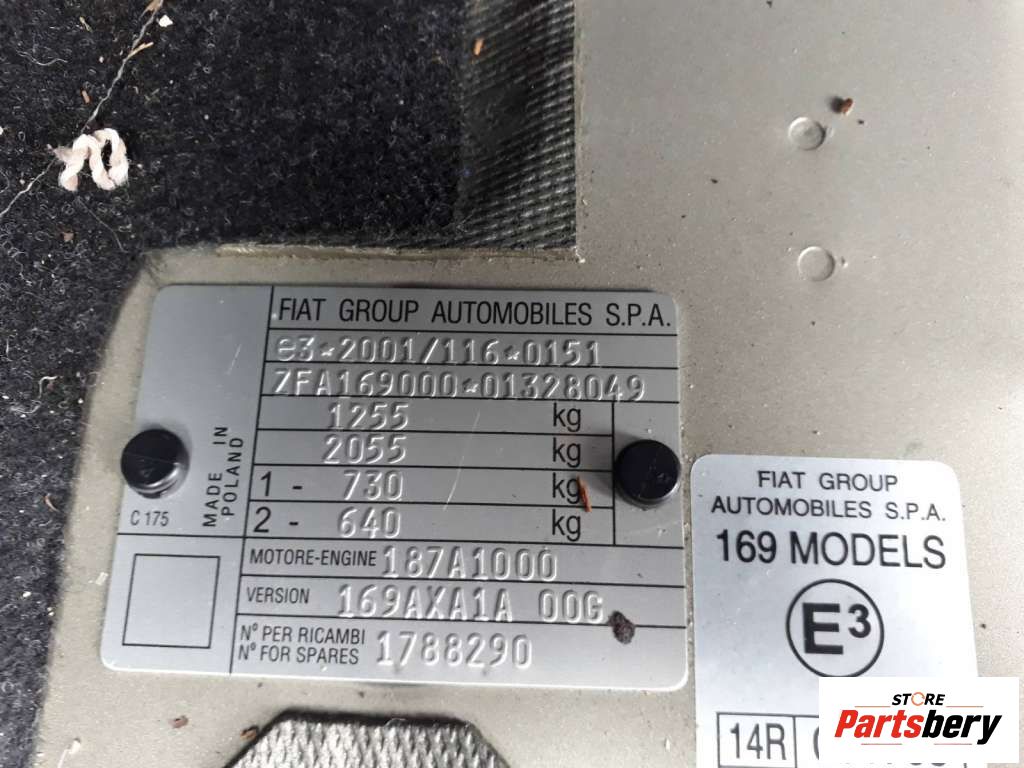 FIAT GROUP AUTOMOBILES S.P.A.
e3*2001/116*0151
ZFA169000*01328049
1255 kg
2055 kg
1- 730 kg
2- 640 kg
MADE IN
POLAND
C 175
MOTORE-ENGINE 187A1000
VERSION 169AXA1A 00G
N° PER RICAMBI
N° FOR SPARES 1788290
FIAT GROUP
AUTOMOBILES S.P.A.
169 MODELS
E3
14R
STORE
Partsbery